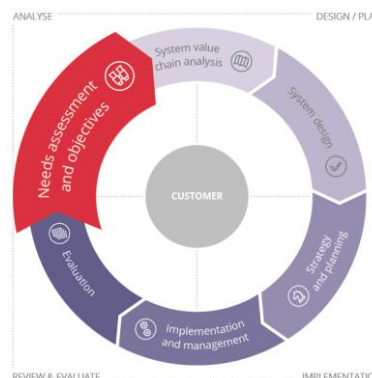 ANALYSE
DESIGN / PLA
System value
chain analysis
System design
Needs assessment
and objectives
CUSTOMER
Strategy
and planning
Evaluation
Implementation
and management
REVIEW & EVALUATE
IMPLEMENTATIO